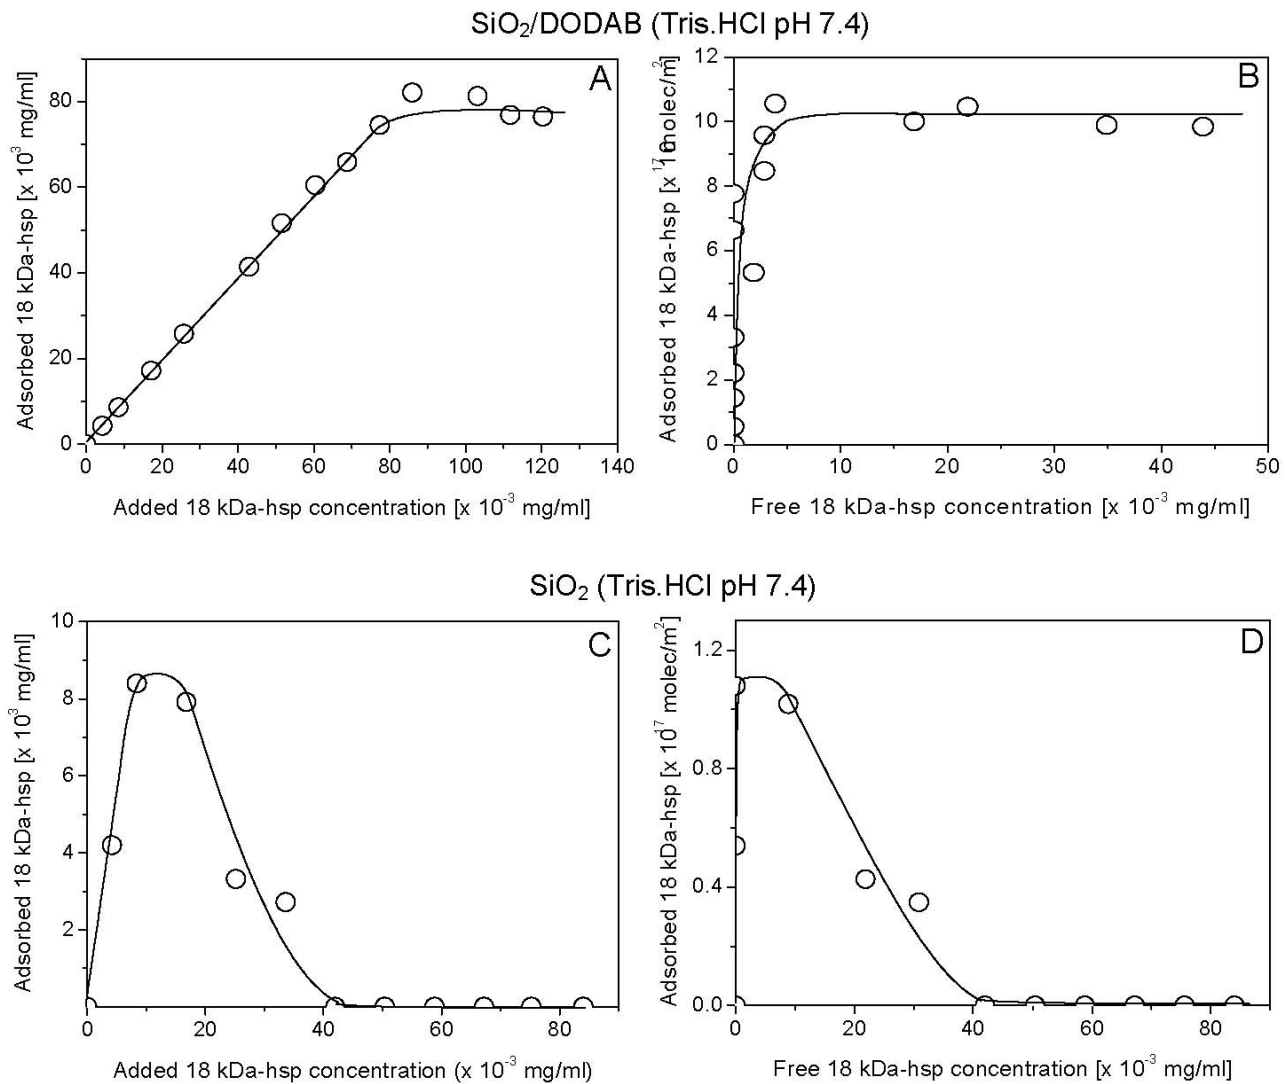 SiO₂/DODAB (Tris.HCl pH 7.4)
A
Adsorbed 18 kDa-hsp [x 10³ mg/ml]
80
60
40
20
0
0 20 40 60 80 100 120 140
Added 18 kDa-hsp concentration [x 10⁻³ mg/ml]
B
Adsorbed 18 kDa-hsp [x molec/m²]
12
10
8
6
4
2
0
0 10 20 30 40 50
Free 18 kDa-hsp concentration [x 10⁻³ mg/ml]
SiO₂ (Tris.HCl pH 7.4)
C
Adsorbed 18 kDa-hsp [x 10³ mg/ml]
10
8
6
4
2
0 20 40 60 80
Added 18 kDa-hsp concentration (x 10⁻³ mg/ml)
D
Adsorbed 18 kDa-hsp [x 10¹⁷ molec/m²]
1.2
0.8
0.4
0.0
0 20 40 60 80
Free 18 kDa-hsp concentration [x 10⁻³ mg/ml]